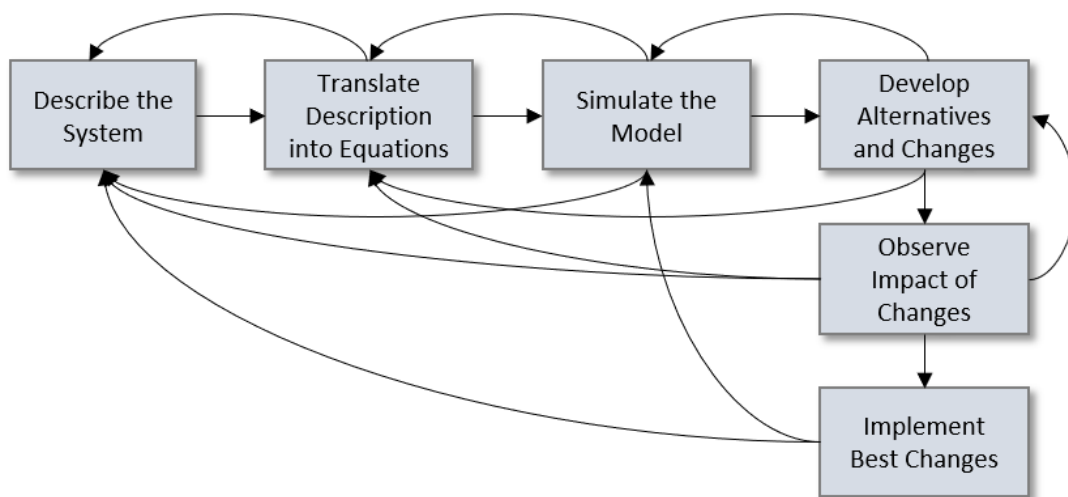 Describe the
System
Translate
Description
into Equations
Simulate the
Model
Develop
Alternatives
and Changes
Observe
Impact of
Changes
Implement
Best Changes